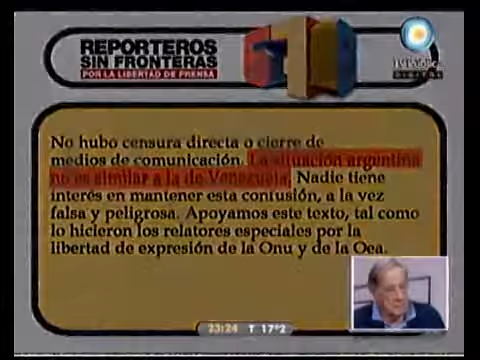 REPORTEROS
SIN FRONTERAS
POR LA LIBERTAD DE PRENSA
No hubo censura directa o cierre de
medios de comunicación. La situación argentina
no es similar a la de Venezuela. Nadie tiene
interés en mantener esta confusión, a la vez
falsa y peligrosa. Apoyamos este texto, tal como
lo hicieron los relatores especiales por la
libertad de expresión de la Onu y de la Oea.
23:24 T 17º2